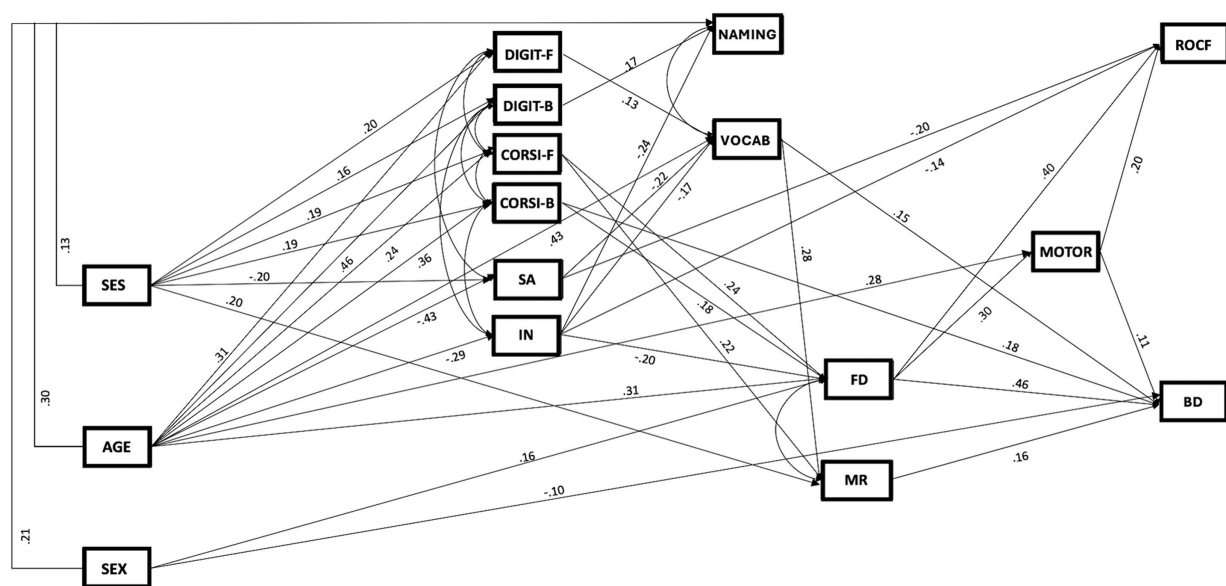 NAMING
ROCF
DIGIT-F
.17
DIGIT-B
.13
.20
VOCAB
-.20
CORSI-F
-.24
-.14
.16
-.22
.40
.20
-.17
CORSI-B
.19
.15
.13
.19
.43
.28
MOTOR
.24
.46
.36
SES
-.20
SA
.28
.24
.20
-.43
.18
.30
IN
.22
.18
.11
.31
-.29
-.20
FD
.46
.30
.31
BD
AGE
.16
.16
MR
-.10
.21
SEX